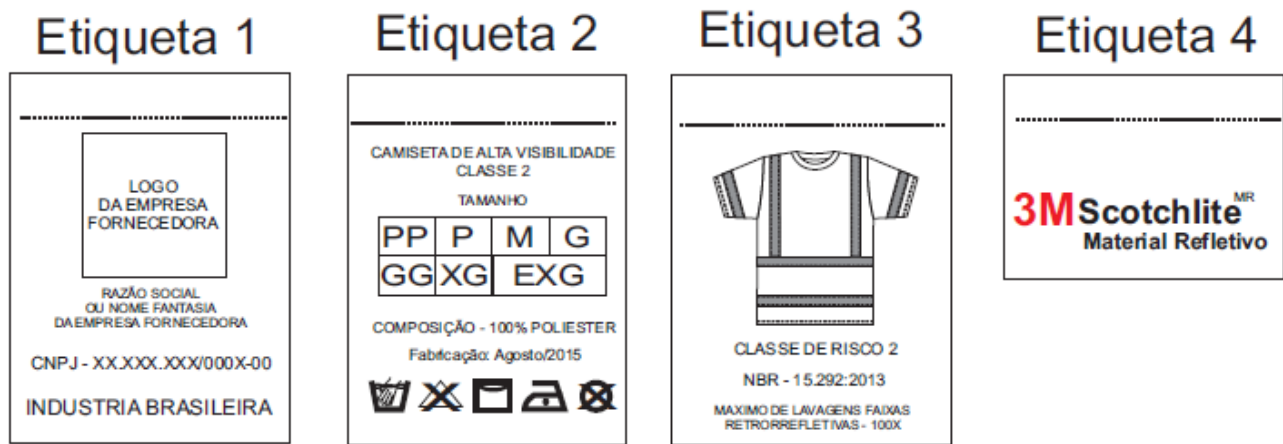 Etiqueta 1
LOGO
DA EMPRESA
FORNECEDORA
RAZÃO SOCIAL
OU NOME FANTASIA
DA EMPRESA FORNECEDORA
CNPJ - XX.XXX.XXX/000X-00
INDUSTRIA BRASILEIRA
Etiqueta 2
CAMISETA DE ALTA VISIBILIDADE
CLASSE 2
TAMANHO
PP P M G
GG XG EXG
COMPOSIÇÃO - 100% POLIESTER
Fabricação: Agosto/2015
Etiqueta 3
CLASSE DE RISCO 2
NBR - 15.292:2013
MAXIMO DE LAVAGENS FAIXAS
RETRORREFLETIVAS - 100X
Etiqueta 4
3M Scotchlite MR
Material Refletivo